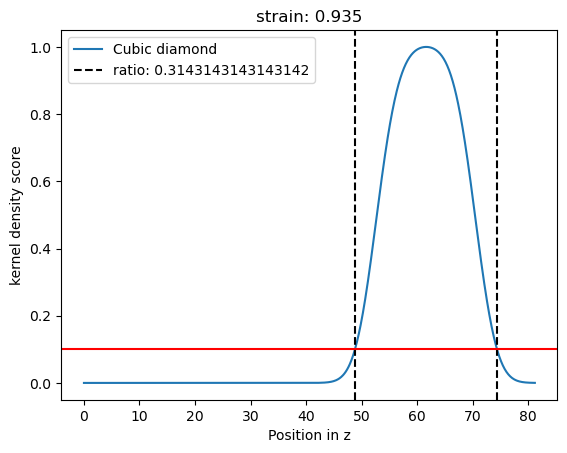 strain: 0.935
Cubic diamond
ratio: 0.3143143143143142
kernel density score
1.0
0.8
0.6
0.4
0.2
0.0
0 10 20 30 40 50 60 70 80
Position in z